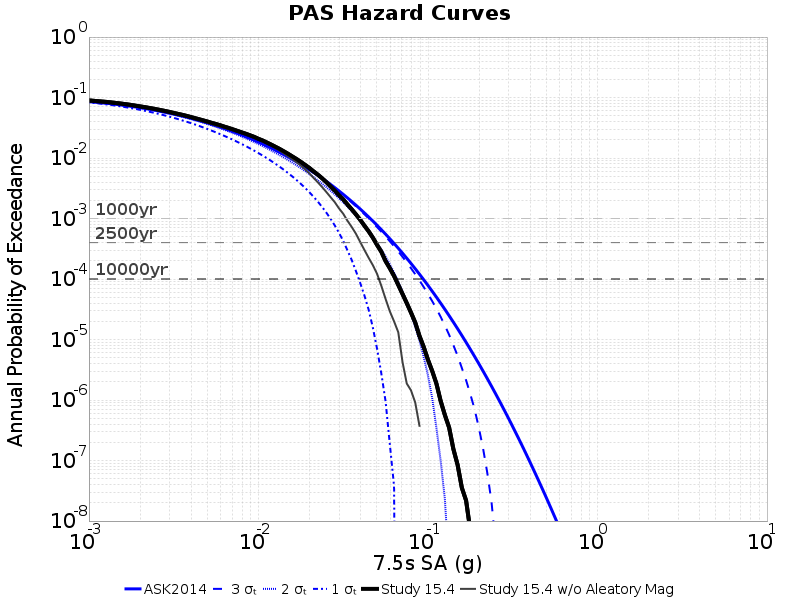 PAS Hazard Curves
Annual Probability of Exceedance
10^0
10^-1
10^-2
10^-3
10^-4
10^-5
10^-6
10^-7
10^-8
1000yr
2500yr
10000yr
10^-3 10^-2 10^-1 10^0 10^1
7.5s SA (g)
ASK2014 3 σₜ 2 σₜ 1 σₜ Study 15.4 Study 15.4 w/o Aleatory Mag